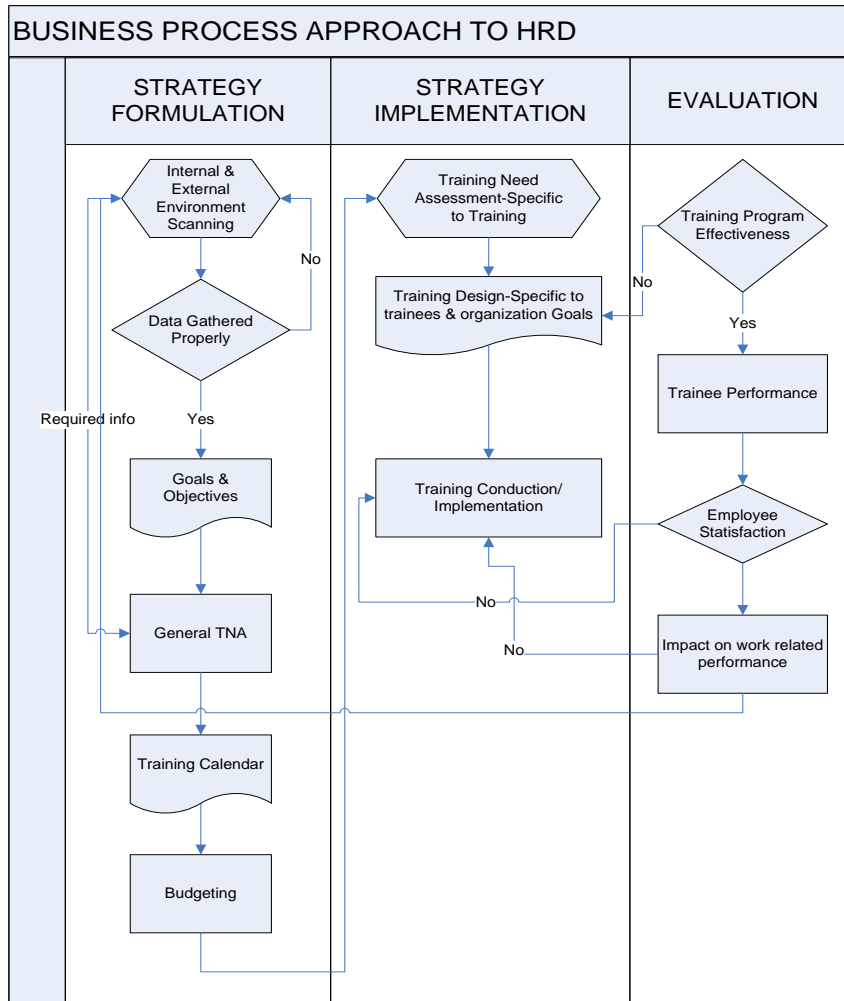 BUSINESS PROCESS APPROACH TO HRD
STRATEGY
FORMULATION
STRATEGY
IMPLEMENTATION
EVALUATION
Internal &
External
Environment
Scanning
No
Data Gathered
Properly
Required info
Yes
Goals &
Objectives
General TNA
Training Calendar
Budgeting
Training Need
Assessment-Specific
to Training
Training Design-Specific to
trainees & organization Goals
Training Conduction/
Implementation
No
No
Training Program
Effectiveness
No
Yes
Trainee Performance
Employee
Statisfaction
Impact on work related
performance